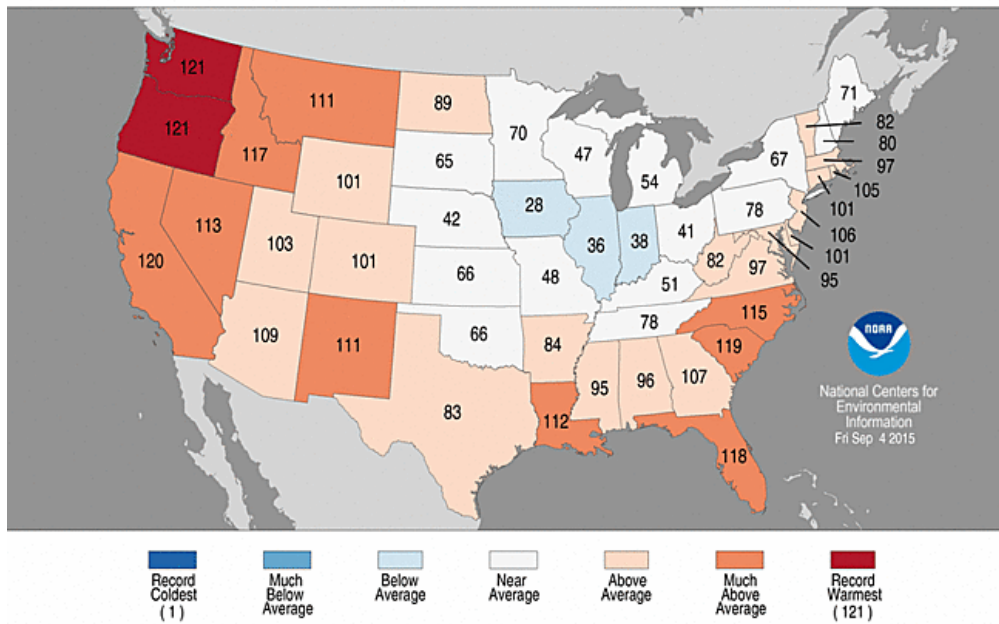 121
121
111
89
117
101
65
70
47
54
71
82
80
97
105
101
106
101
95
67
78
113
120
103
101
42
28
36
38
41
66
48
51
82
97
109
111
66
84
78
115
119
83
112
95
96
107
118
NOAA
National Centers for
Environmental
Information
Fri Sep 4 2015
Record
Coldest
(1)
Much
Below
Average
Below
Average
Near
Average
Above
Average
Much
Above
Average
Record
Warmest
(121)